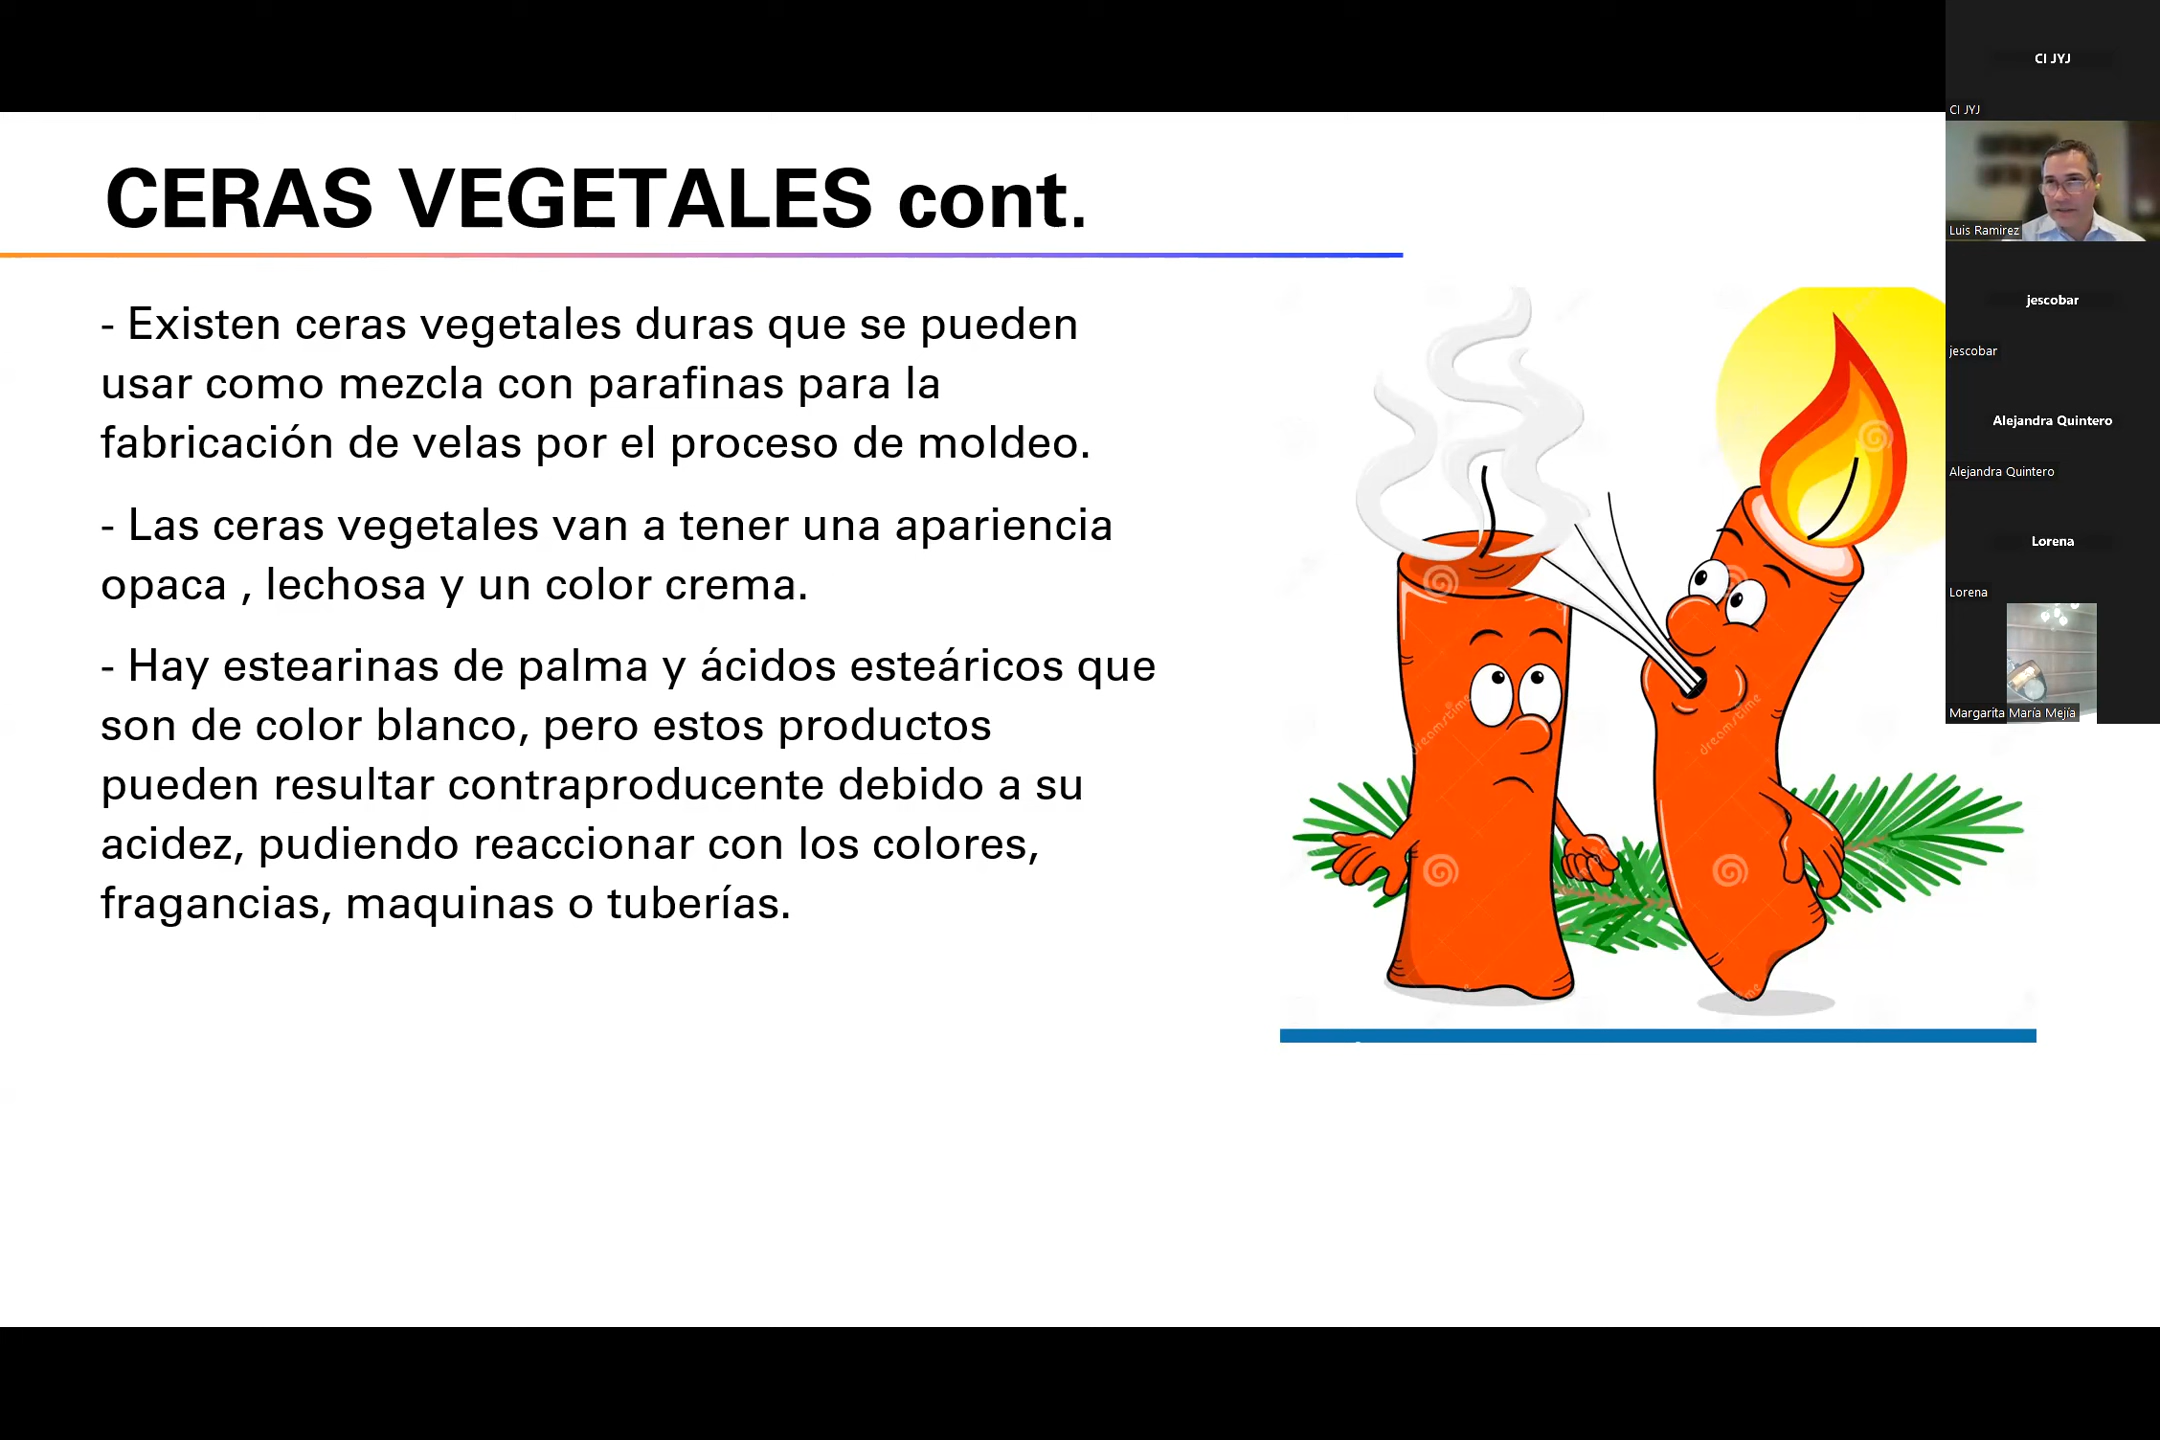 CERAS VEGETALES cont.
- Existen ceras vegetales duras que se pueden
usar como mezcla con parafinas para la
fabricación de velas por el proceso de moldeo.
- Las ceras vegetales van a tener una apariencia
opaca , lechosa y un color crema.
- Hay estearinas de palma y ácidos esteáricos que
son de color blanco, pero estos productos
pueden resultar contraproducente debido a su
acidez, pudiendo reaccionar con los colores,
fragancias, maquinas o tuberías.
dreamstime
dreamstime
CI JYJ
CI JYJ
Luis Ramirez
jescobar
jescobar
Alejandra Quintero
Alejandra Quintero
Lorena
Lorena
Margarita María Mejía